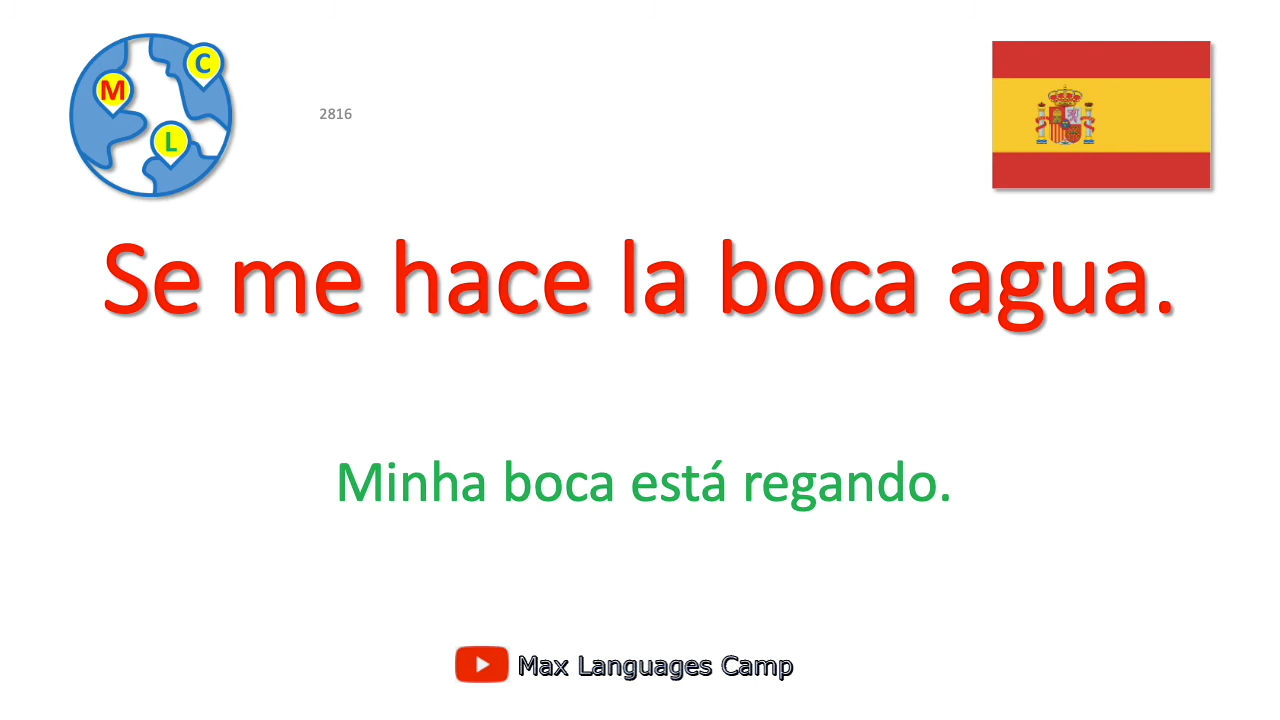 C
M
L
2816
Se me hace la boca agua.
Minha boca está regando.
Max Languages Camp